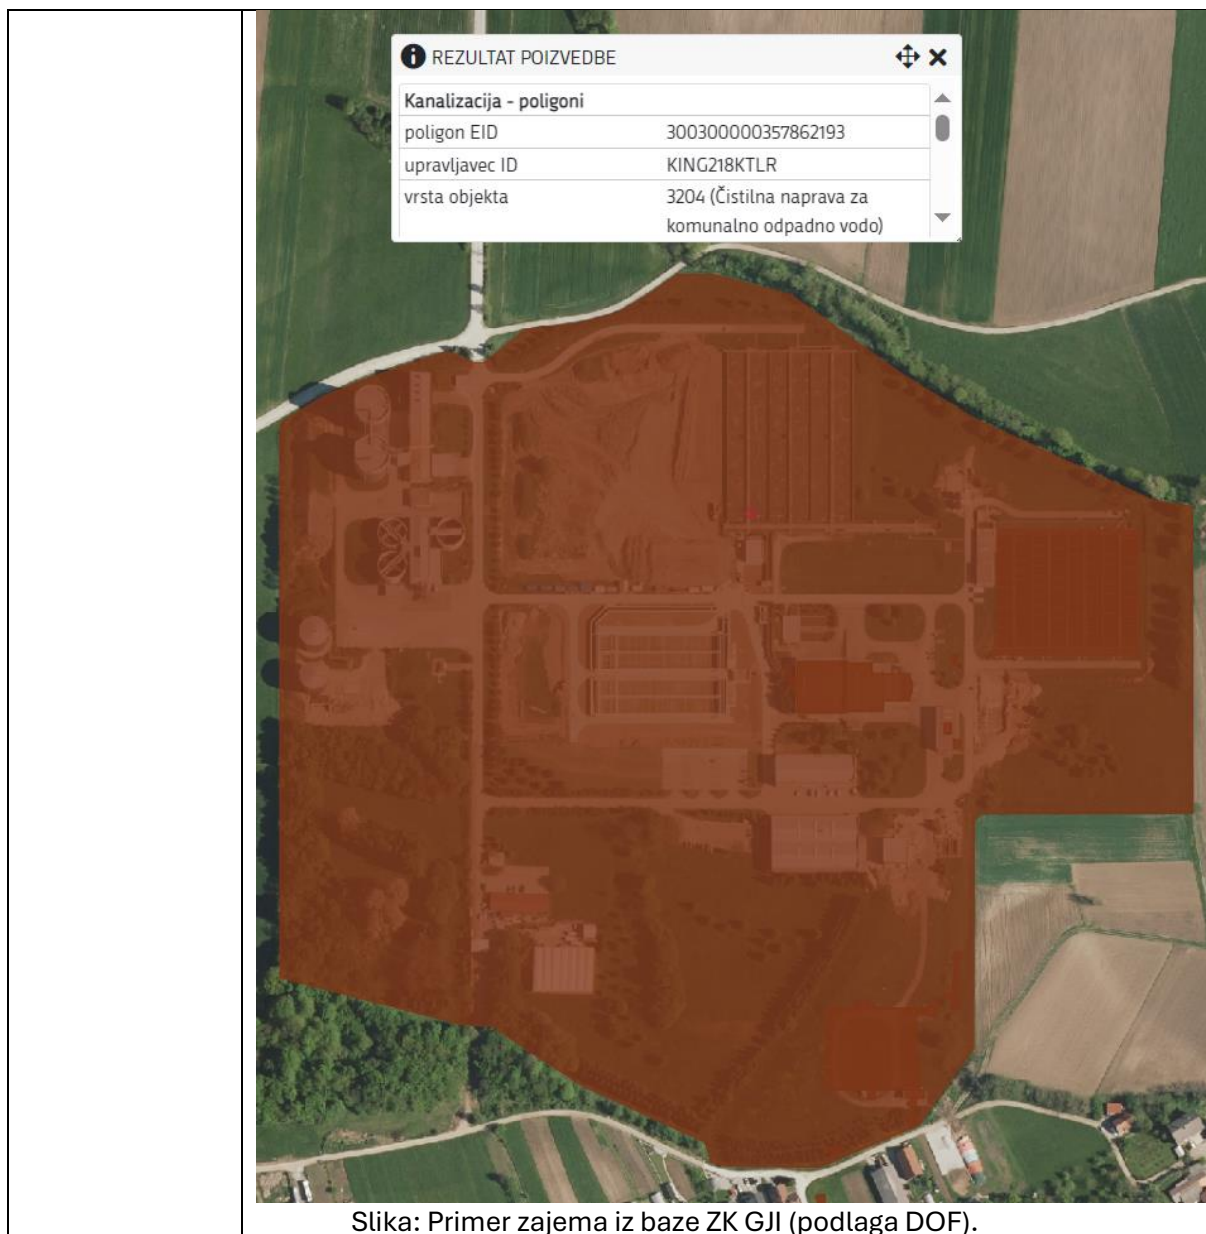 REZULTAT POIZVEDBE
Kanalizacija - poligoni
poligon EID 300300000357862193
upravljavec ID KING218KTLR
vrsta objekta 3204 (Čistilna naprava za
komunalno odpadno vodo)
Slika: Primer zajema iz baze ZK GJI (podlaga DOF).